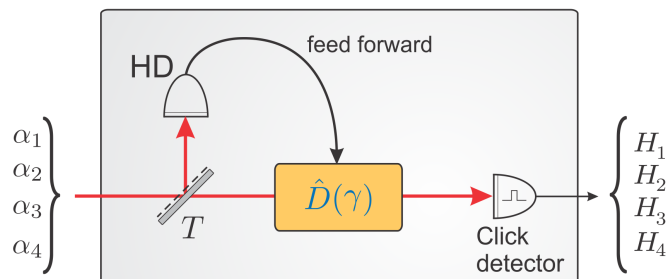 feed forward
HD
α₁
α₂
α₃
α₄
T
D̂(γ)
Click
detector
H₁
H₂
H₃
H₄